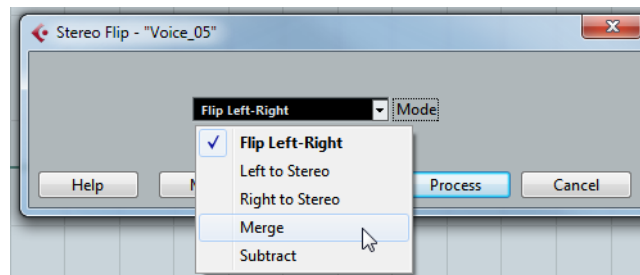 Stereo Flip - "Voice_05"
Flip Left-Right Mode
Flip Left-Right
Left to Stereo
Right to Stereo
Merge
Subtract
Help Process Cancel